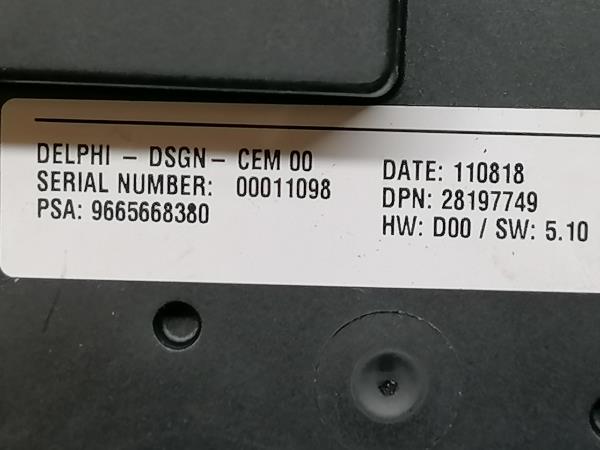 DELPHI – DSGN – CEM 00
SERIAL NUMBER: 00011098
PSA: 9665668380
DATE: 110818
DPN: 28197749
HW: D00 / SW: 5.10